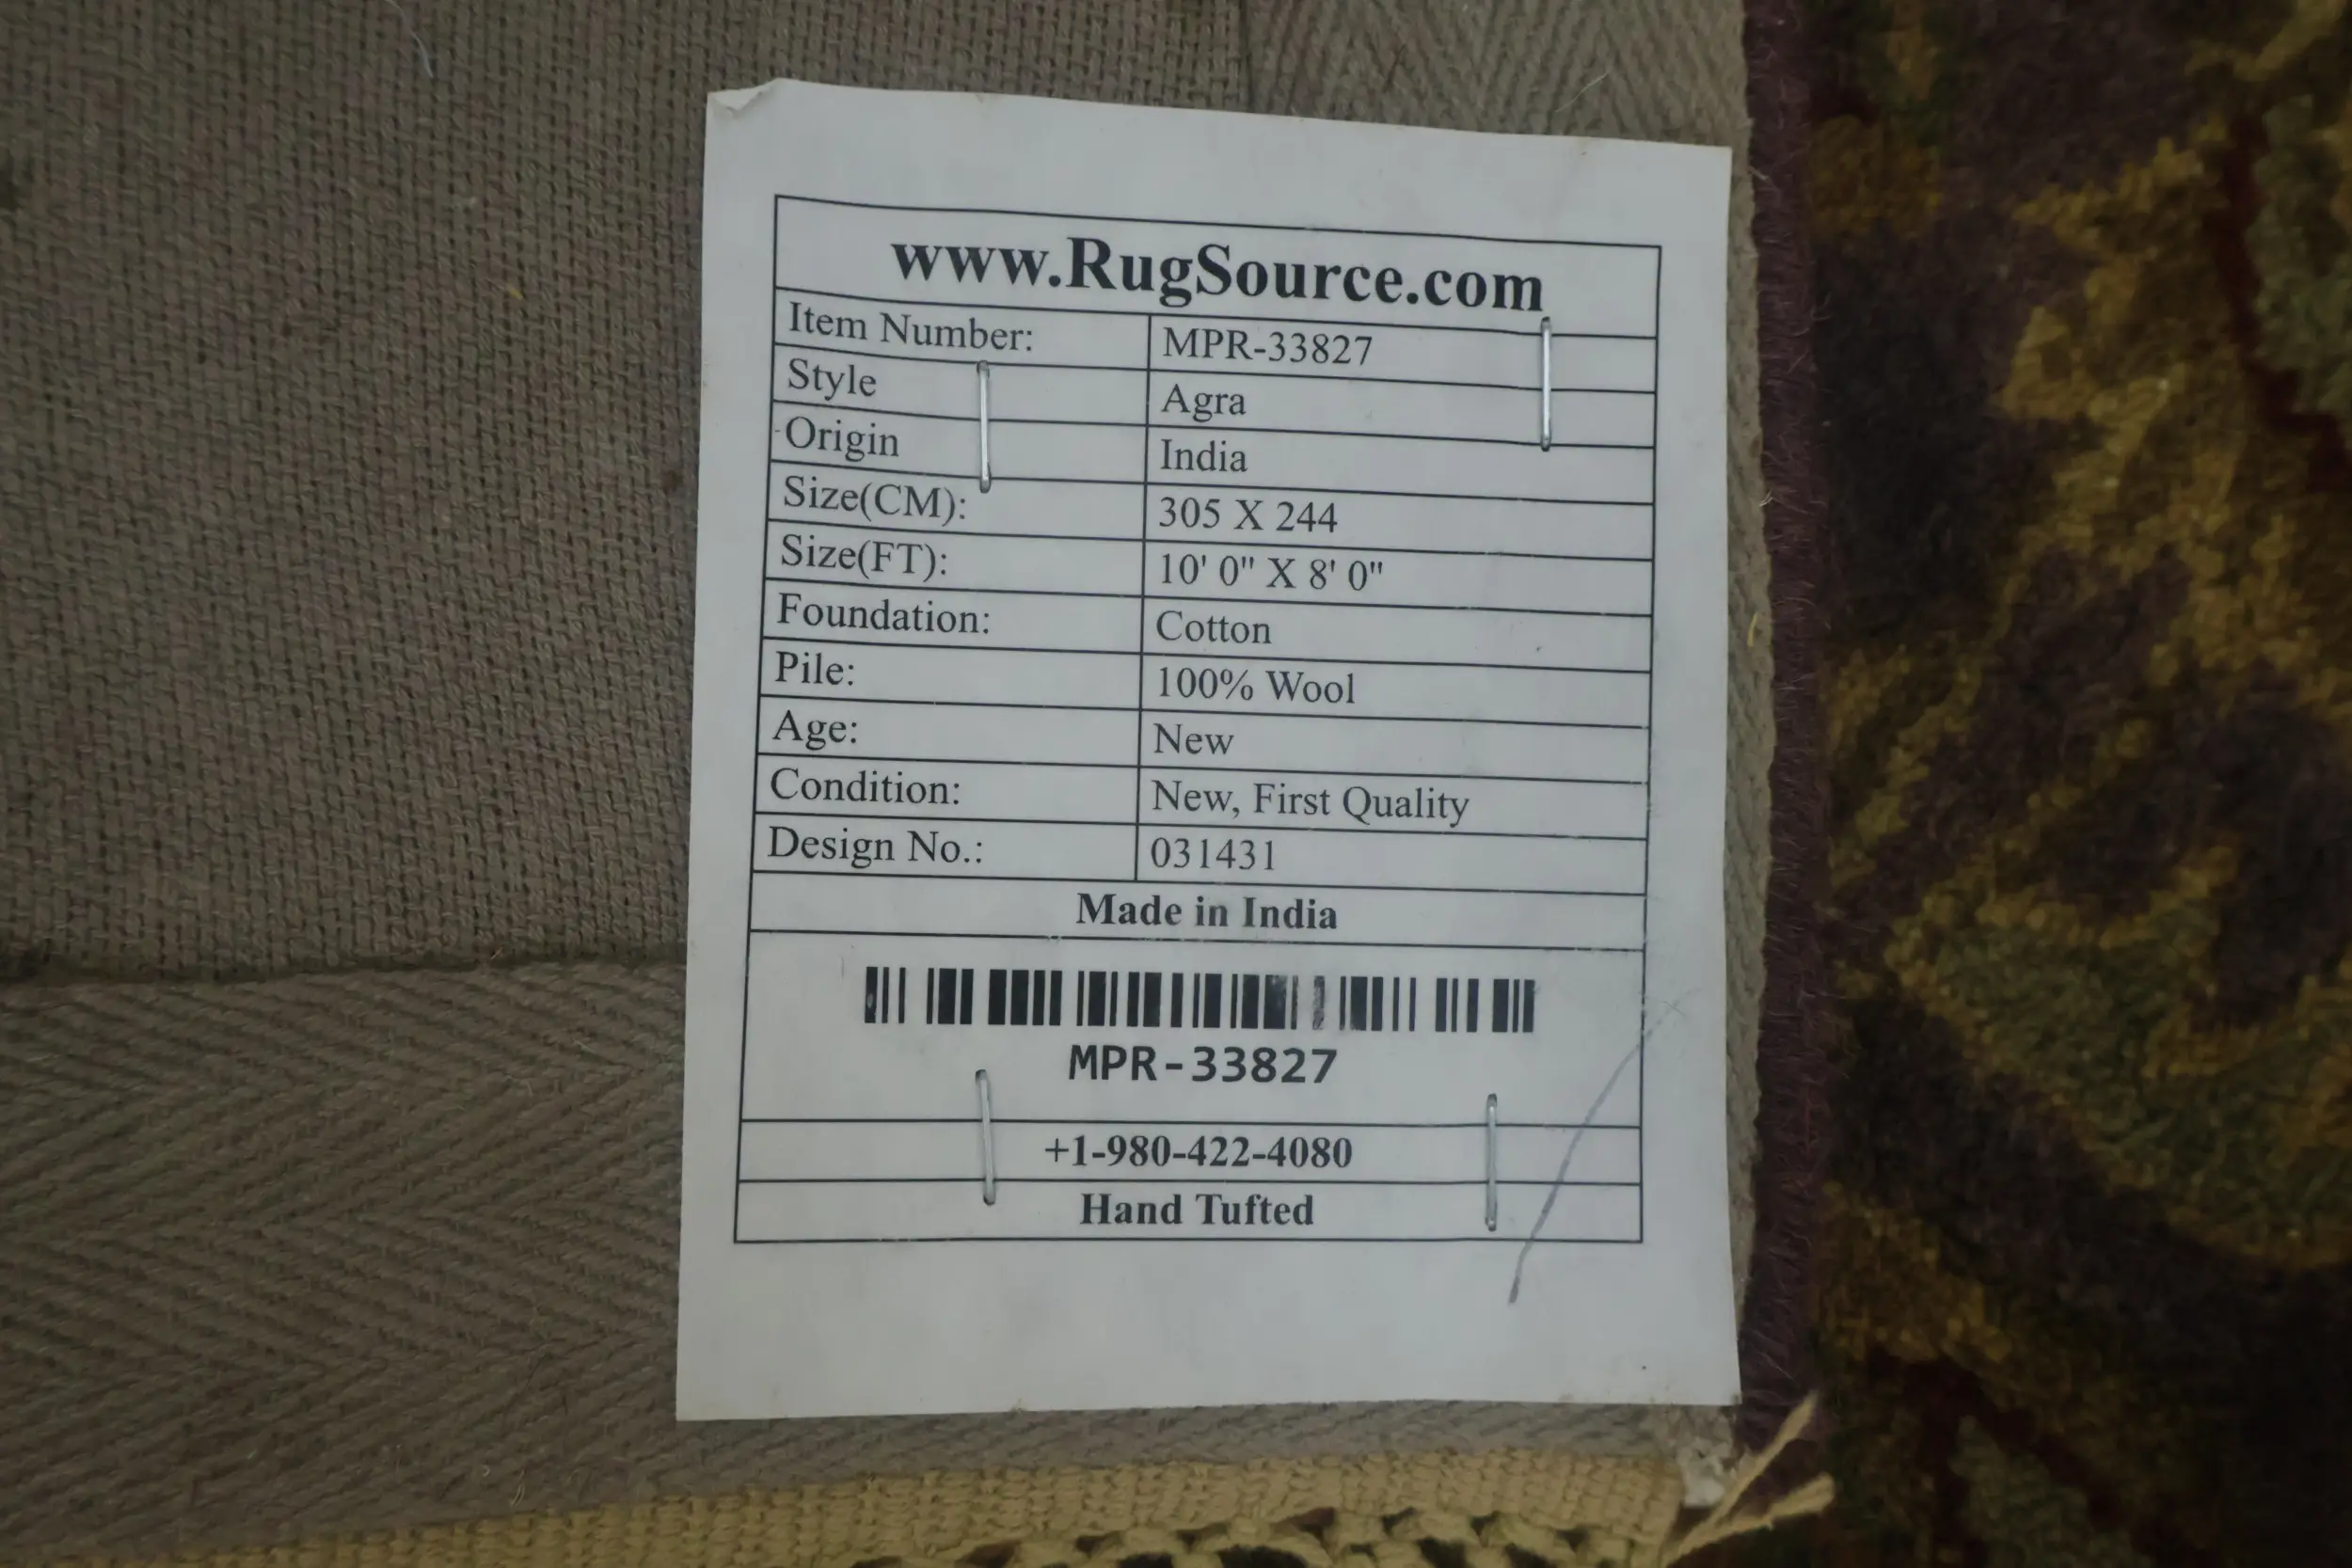 www.RugSource.com
Item Number: MPR-33827
Style Agra
Origin India
Size(CM): 305 X 244
Size(FT): 10' 0" X 8' 0"
Foundation: Cotton
Pile: 100% Wool
Age: New
Condition: New, First Quality
Design No.: 031431
Made in India
MPR-33827
+1-980-422-4080
Hand Tufted